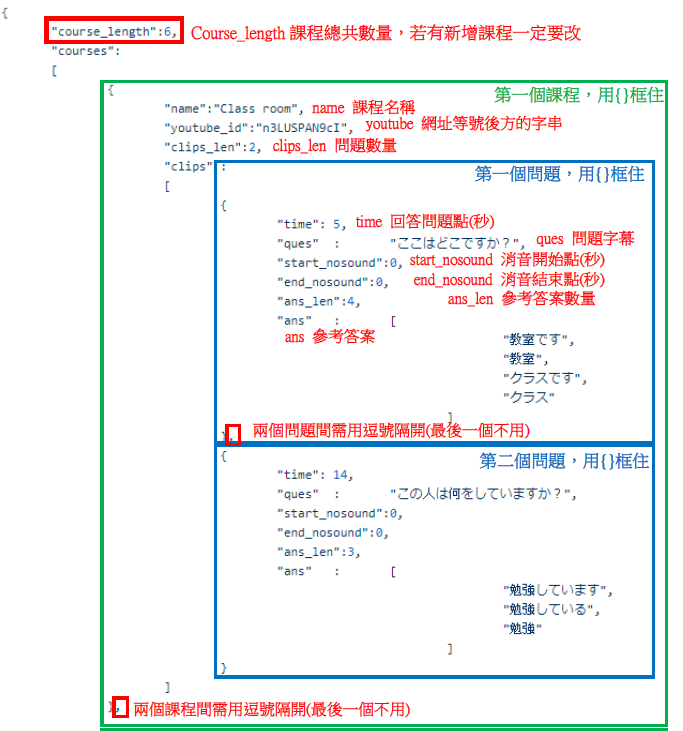 {
"course_length":6, Course_length 課程總共數量，若有新增課程一定要改
"courses":
[
{ 第一個課程，用{}框住
"name":"Class room", name 課程名稱
"youtube_id":"n3LUSPAN9cI", youtube 網址等號後方的字串
"clips_len":2, clips_len 問題數量
"clips" : 第一個問題，用{}框住
[
{
"time": 5, time 回答問題點(秒)
"ques" : "ここはどこですか？", ques 問題字幕
"start_nosound":0, start_nosound 消音開始點(秒)
"end_nosound":0, end_nosound 消音結束點(秒)
"ans_len":4, ans_len 參考答案數量
"ans" : [
ans 參考答案 "教室です",
"教室",
"クラスです",
"クラス"
]
}, 兩個問題間需用逗號隔開(最後一個不用)
{ 第二個問題，用{}框住
"time": 14,
"ques" : "この人は何をしていますか？",
"start_nosound":0,
"end_nosound":0,
"ans_len":3,
"ans" : [
"勉強しています",
"勉強している",
"勉強"
]
}
]
}, 兩個課程間需用逗號隔開(最後一個不用)